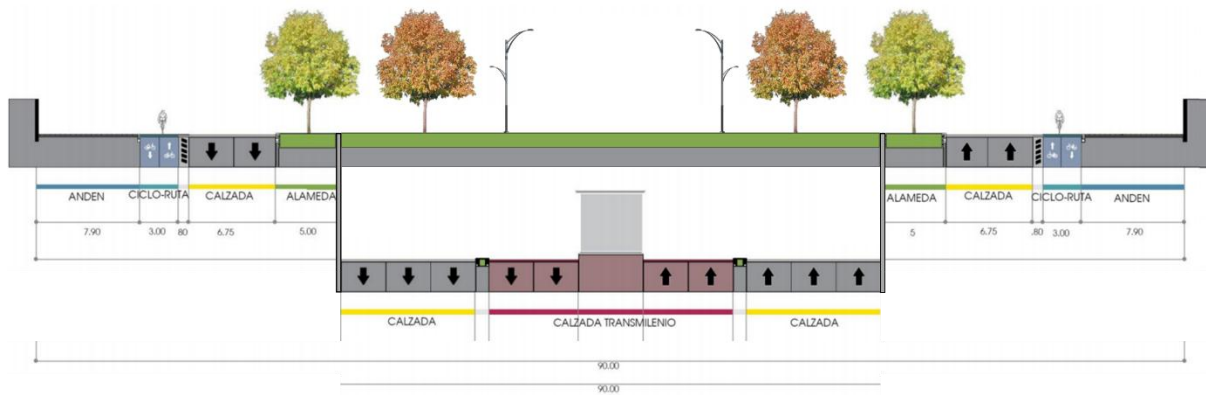 ANDEN CICLO-RUTA CALZADA ALAMEDA ALAMEDA CALZADA CICLO-RUTA ANDEN
7.90 3.00 .80 6.75 5.00 .5 6.75 .80 3.00 7.90
CALZADA CALZADA TRANSMILENIO CALZADA
90.00
90.00